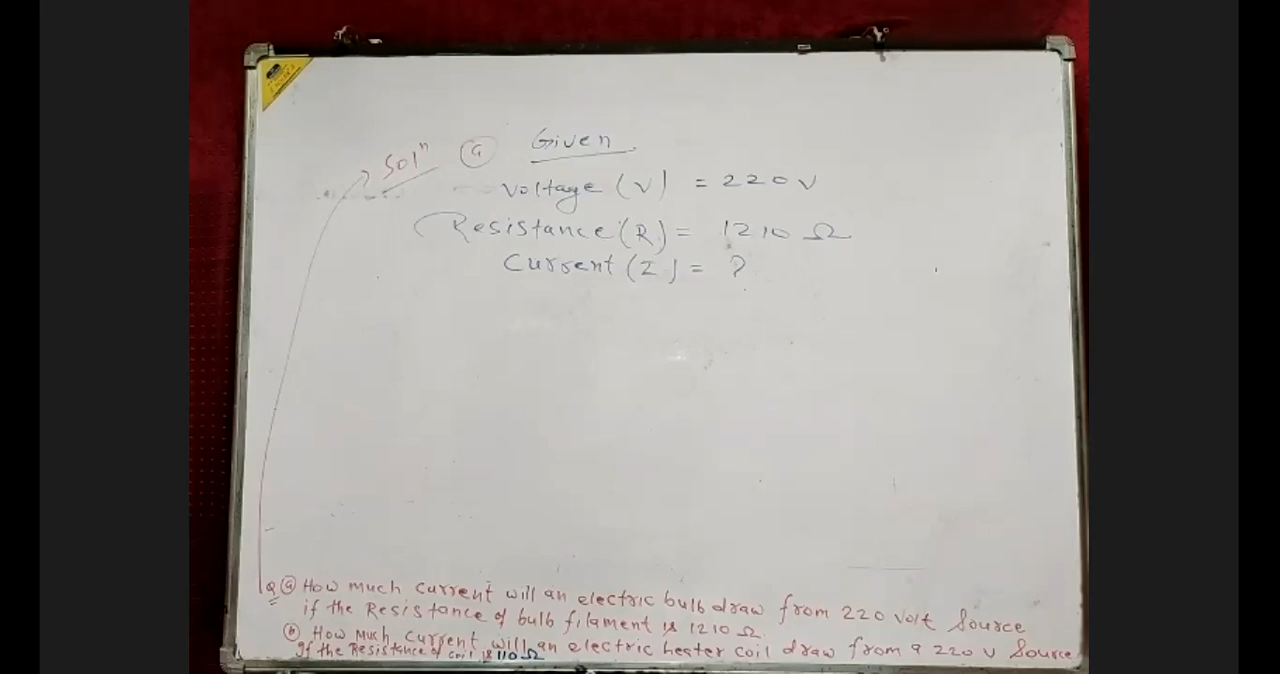 Solⁿ (a) Given
Voltage (V) = 220 V
Resistance (R) = 1210 Ω
Current (I) = ?
Q (a) How much current will an electric bulb draw from 220 Volt Source
if the Resistance of bulb filament is 1210 Ω.
(b) How much current will an electric heater coil draw from a 220 V Source
If the Resistance of coil is 110 Ω